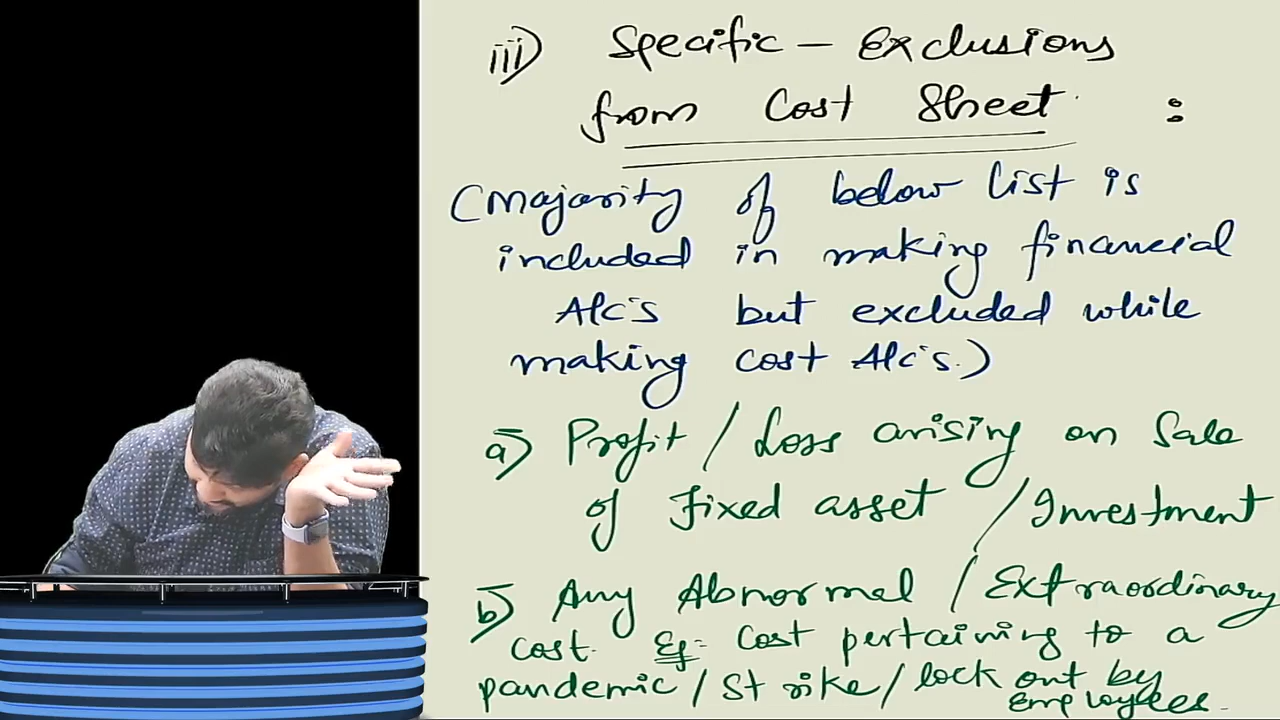 iii) Specific - Exclusions
from Cost Sheet :
(Majority of below list is
included in making financial
A/c's but excluded while
making cost A/c's.)
a) Profit / Loss arising on Sale
of Fixed asset / Investment
b) Any Abnormal / Extraordinary
cost. Eg:- Cost pertaining to a
pandemic / Strike / lock out by
Employees.